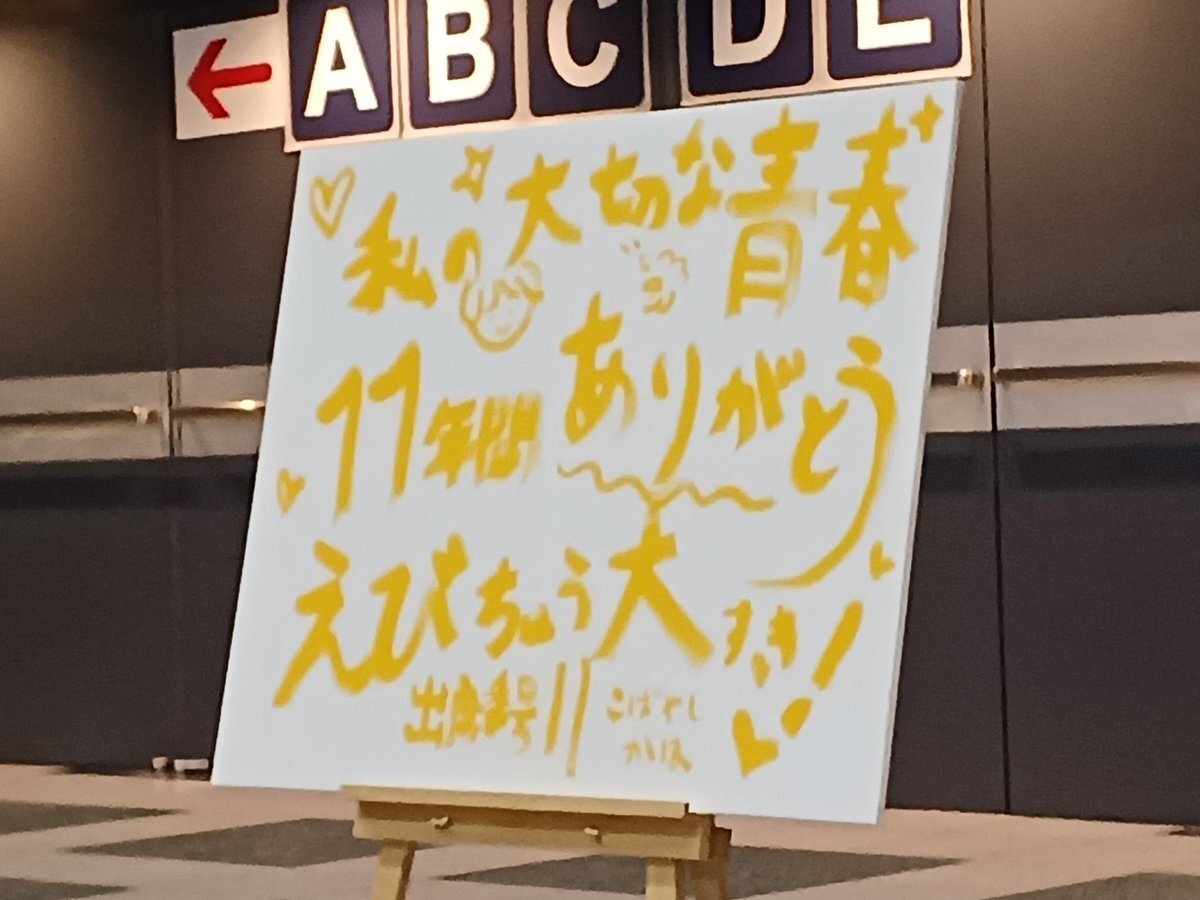 A B C D E
私の大切な青春
11年間 ありがとう
えびちゅう大すき!
出席番号11 こばやし
かほ